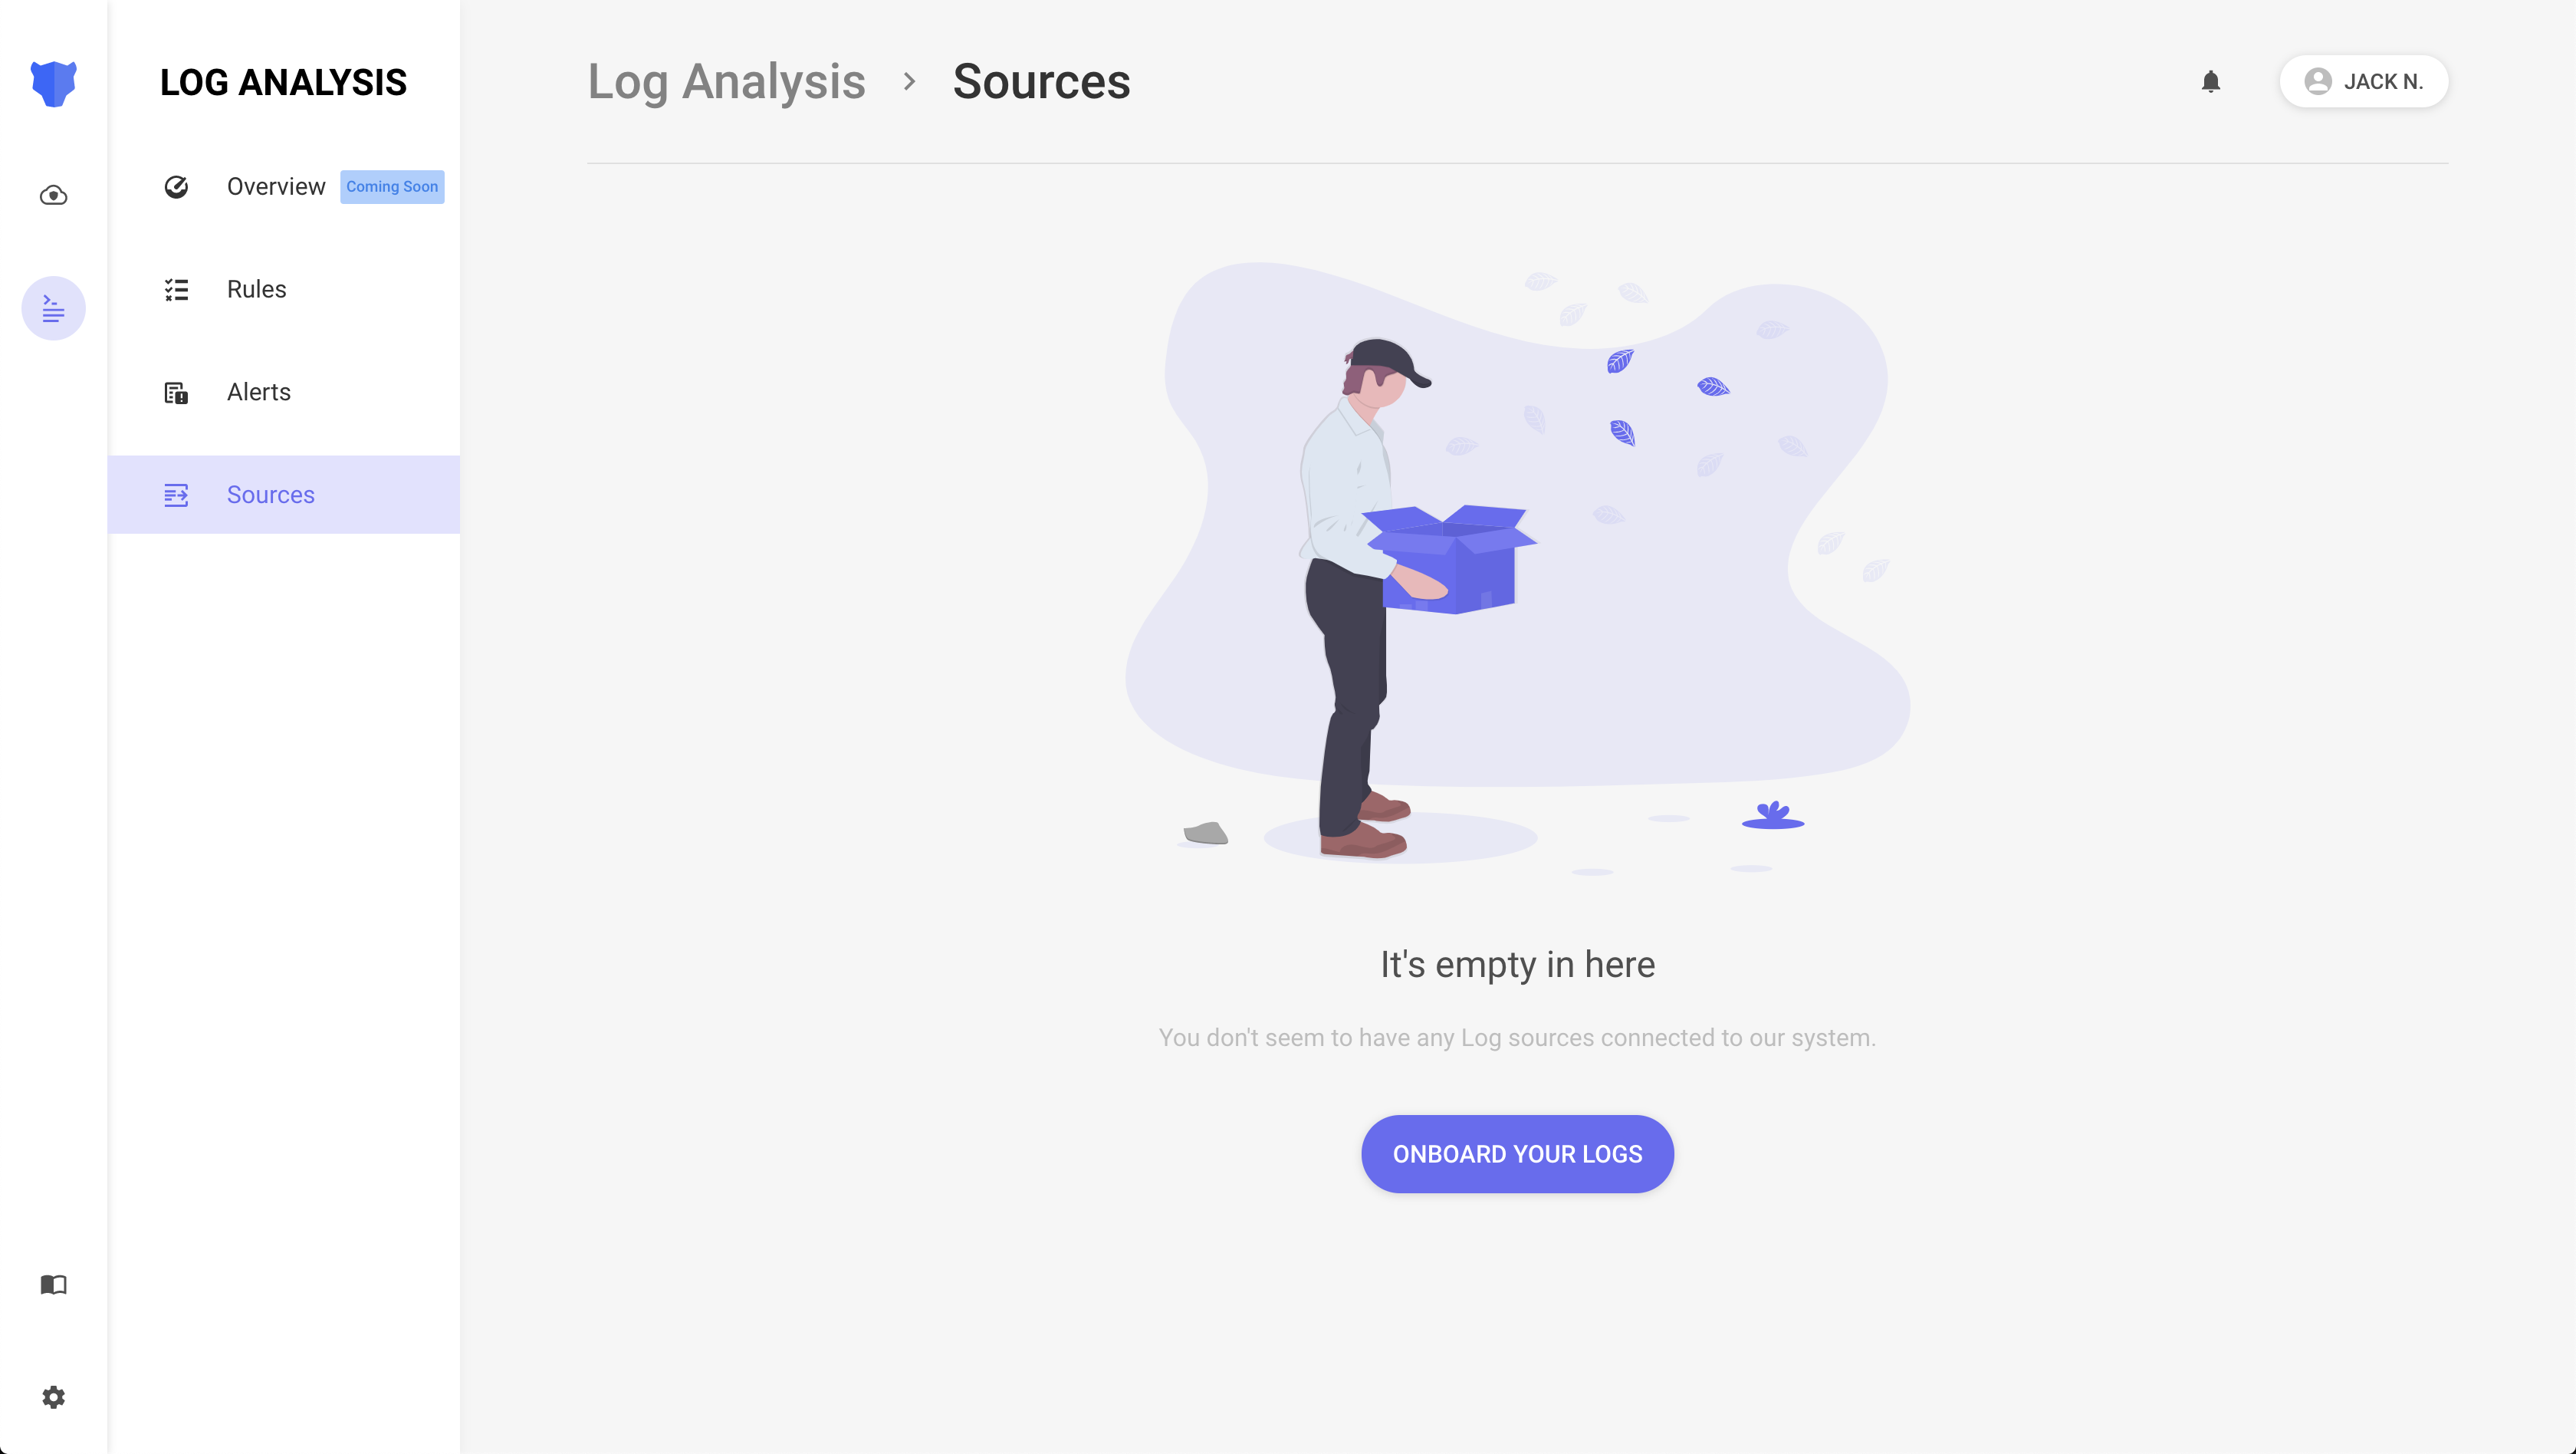 LOG ANALYSIS
Overview Coming Soon
Rules
Alerts
Sources
Log Analysis > Sources
JACK N.
It's empty in here
You don't seem to have any Log sources connected to our system.
ONBOARD YOUR LOGS